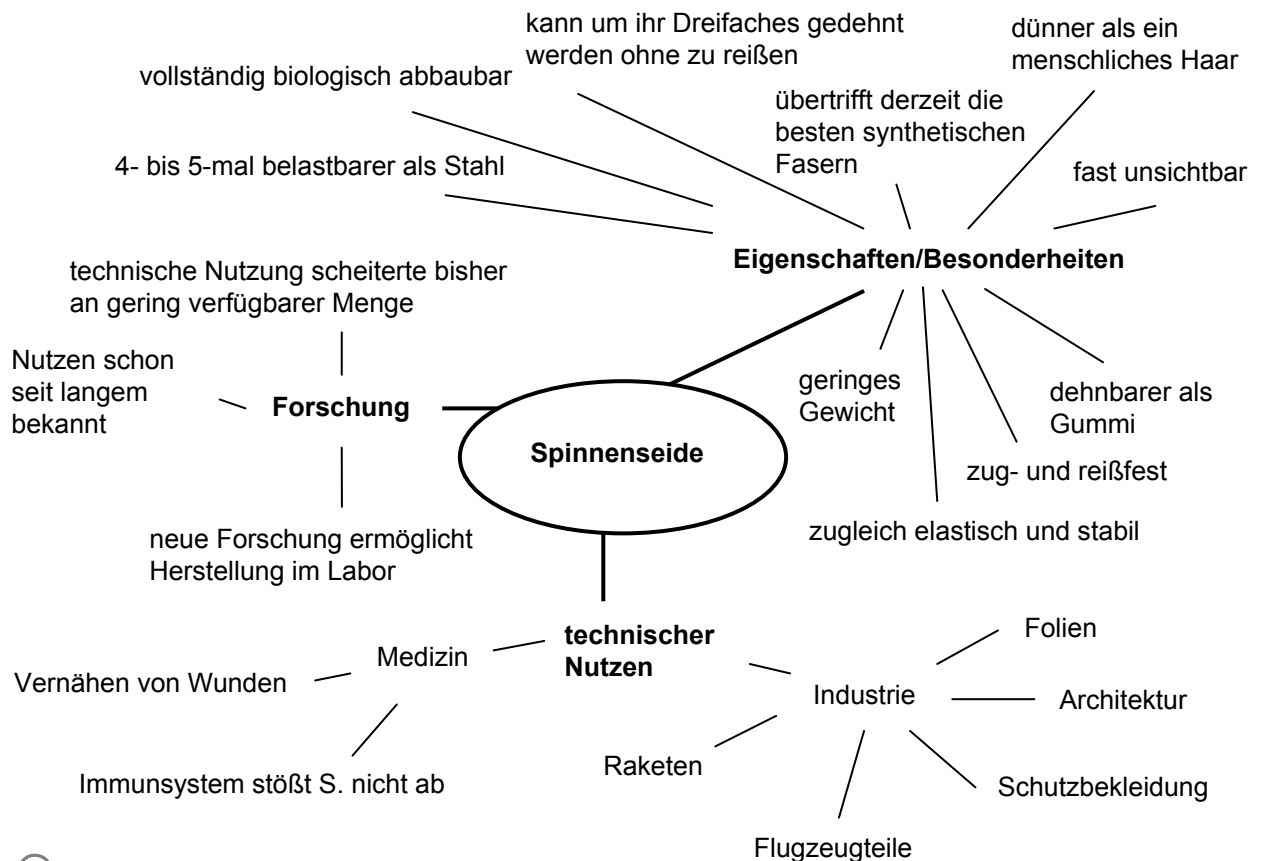 kann um ihr Dreifaches gedehnt
werden ohne zu reißen
dünner als ein
menschliches Haar
vollständig biologisch abbaubar
übertrifft derzeit die
besten synthetischen
Fasern
4- bis 5-mal belastbarer als Stahl
fast unsichtbar
Eigenschaften/Besonderheiten
technische Nutzung scheiterte bisher
an gering verfügbarer Menge
Nutzen schon
seit langem
bekannt
Forschung
geringes
Gewicht
dehnbarer als
Gummi
Spinnenseide
zug- und reißfest
zugleich elastisch und stabil
neue Forschung ermöglicht
Herstellung im Labor
technischer
Nutzen
Medizin
Vernähen von Wunden
Immunsystem stößt S. nicht ab
Folien
Industrie
Architektur
Raketen
Schutzbekleidung
Flugzeugteile